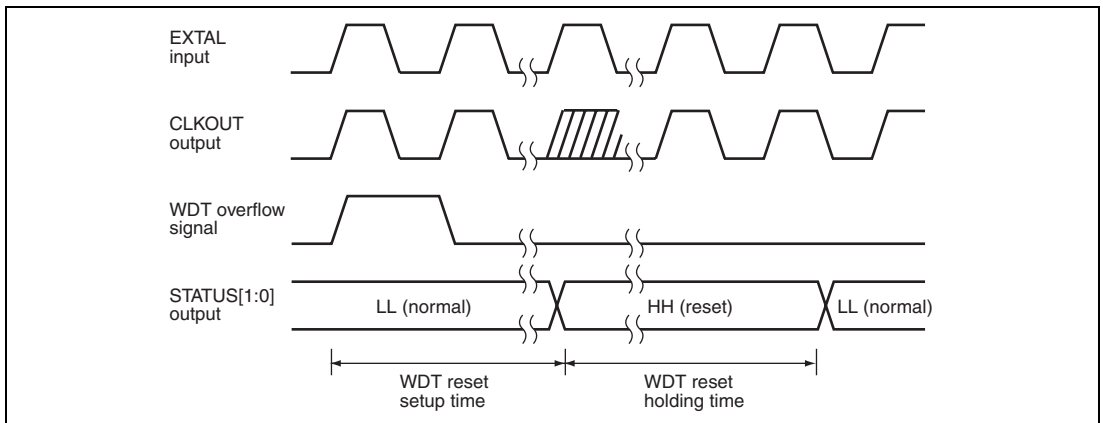 EXTAL
input
CLKOUT
output
WDT overflow
signal
STATUS[1:0]
output
LL (normal)
HH (reset)
LL (normal)
WDT reset
setup time
WDT reset
holding time